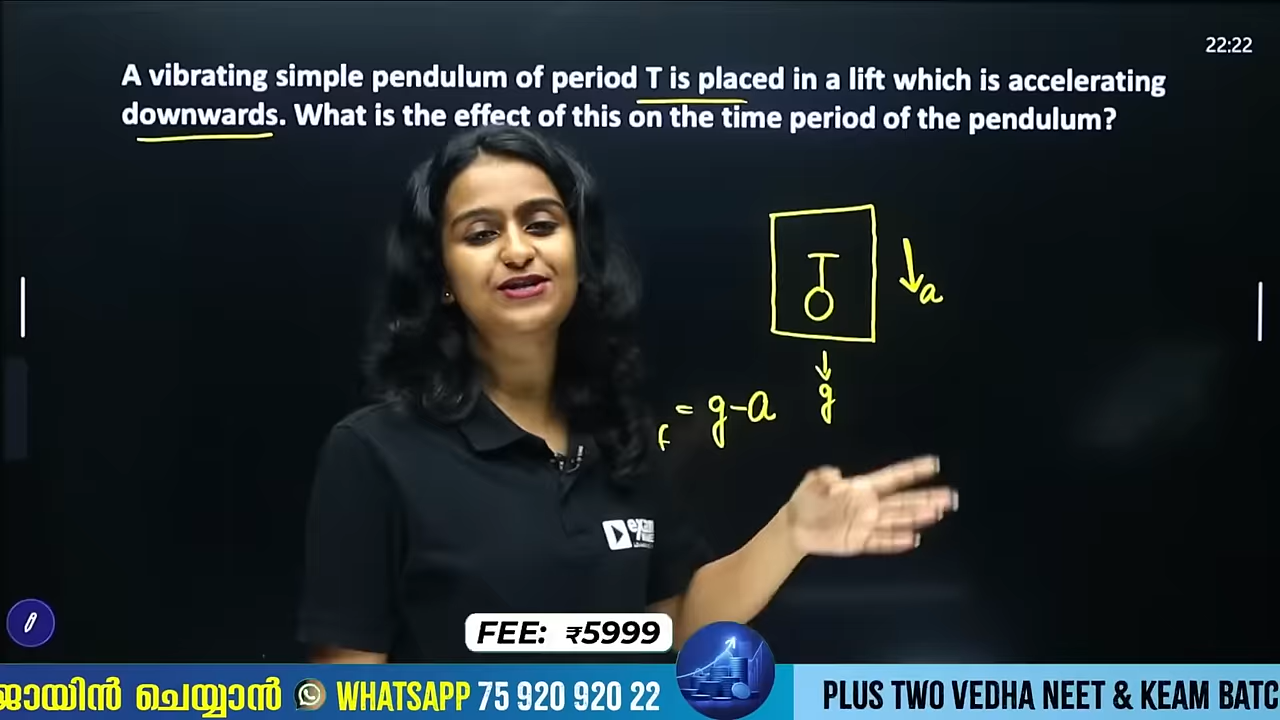 22:22
A vibrating simple pendulum of period T is placed in a lift which is accelerating
downwards. What is the effect of this on the time period of the pendulum?
a
g
= g-a
exam
FEE: ₹5999
ജോയിൻ ചെയ്യാൻ WHATSAPP 75 920 920 22
PLUS TWO VEDHA NEET & KEAM BATC